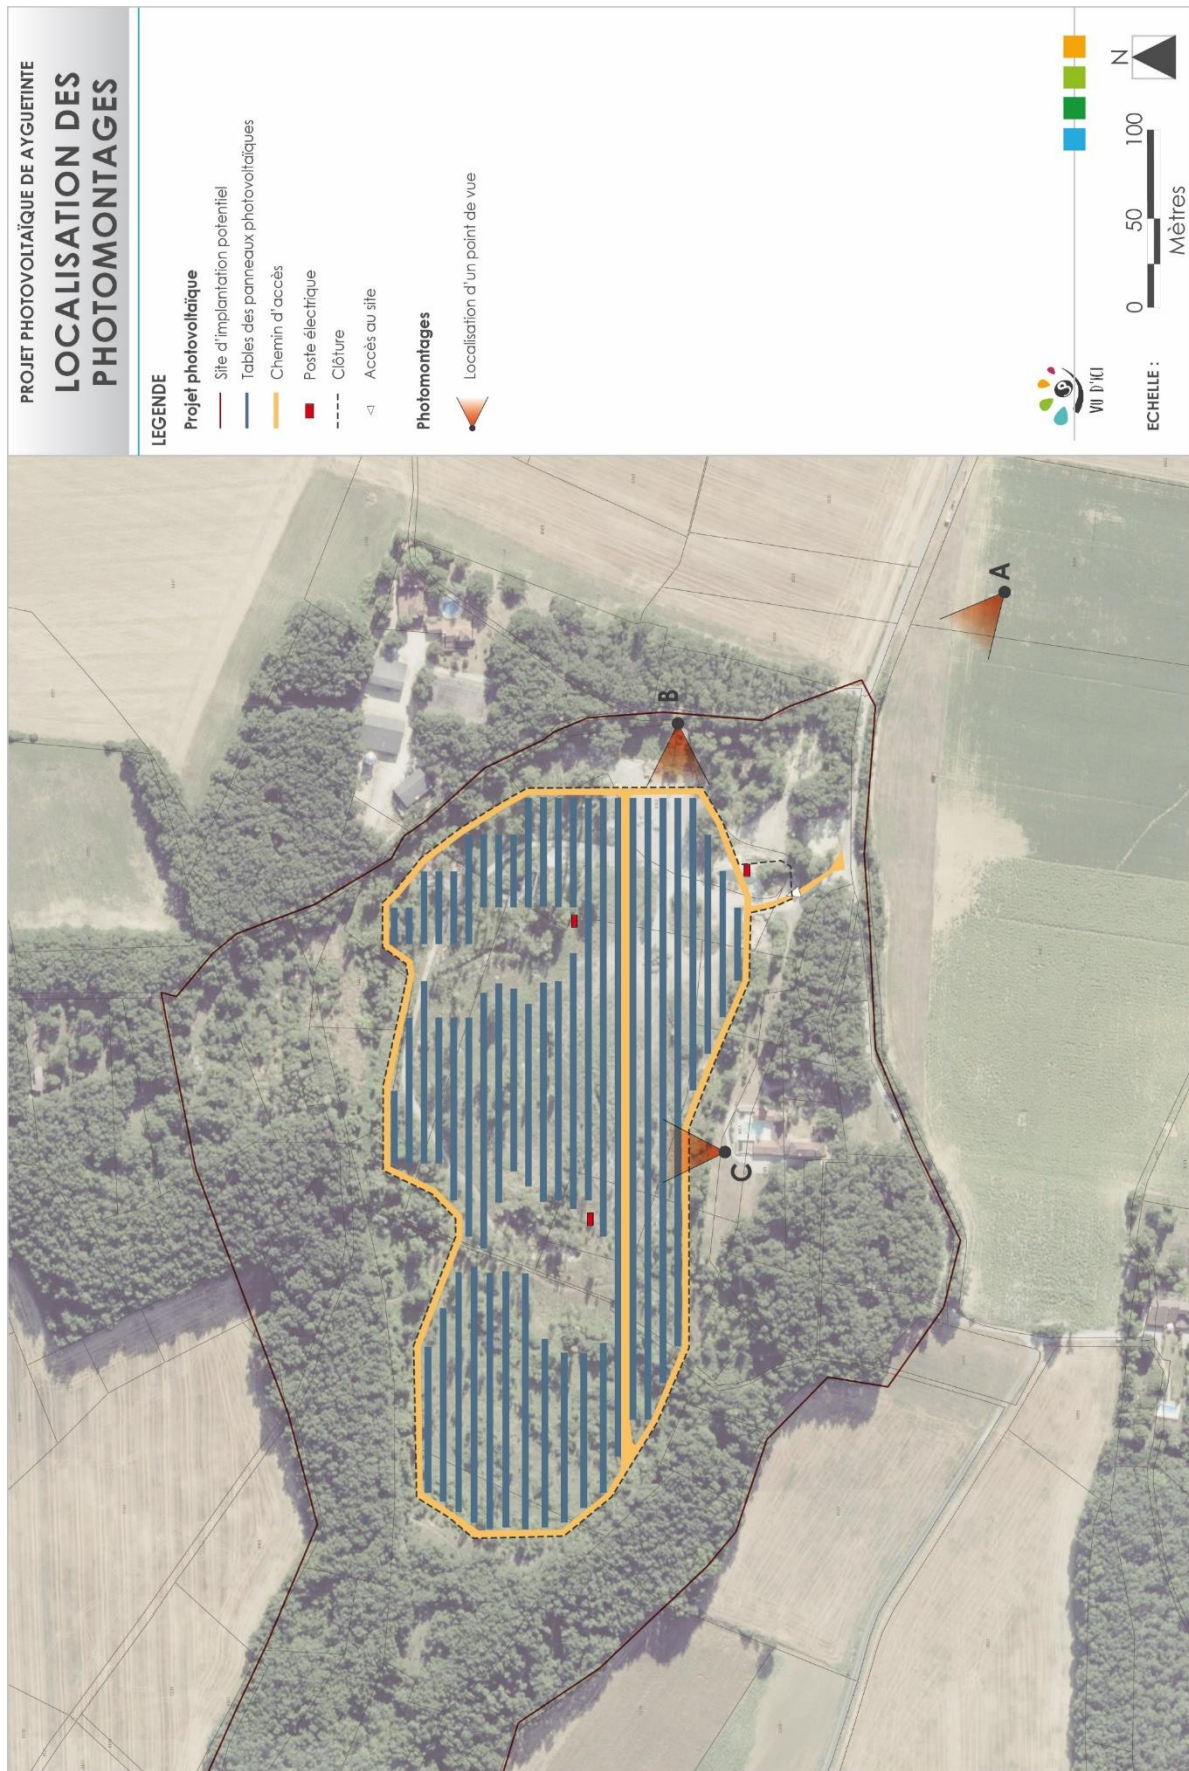 PROJET PHOTOVOLTAÏQUE DE AYGUETINTE
LOCALISATION DES
PHOTOMONTAGES
LEGENDE
Projet photovoltaïque
Site d'implantation potentiel
Tables des panneaux photovoltaïques
Chemin d'accès
Poste électrique
Clôture
Accès au site
Photomontages
Localisation d'un point de vue
VU D'ICI
ECHELLE :
0 50 100
Mètres
N
A
B
C